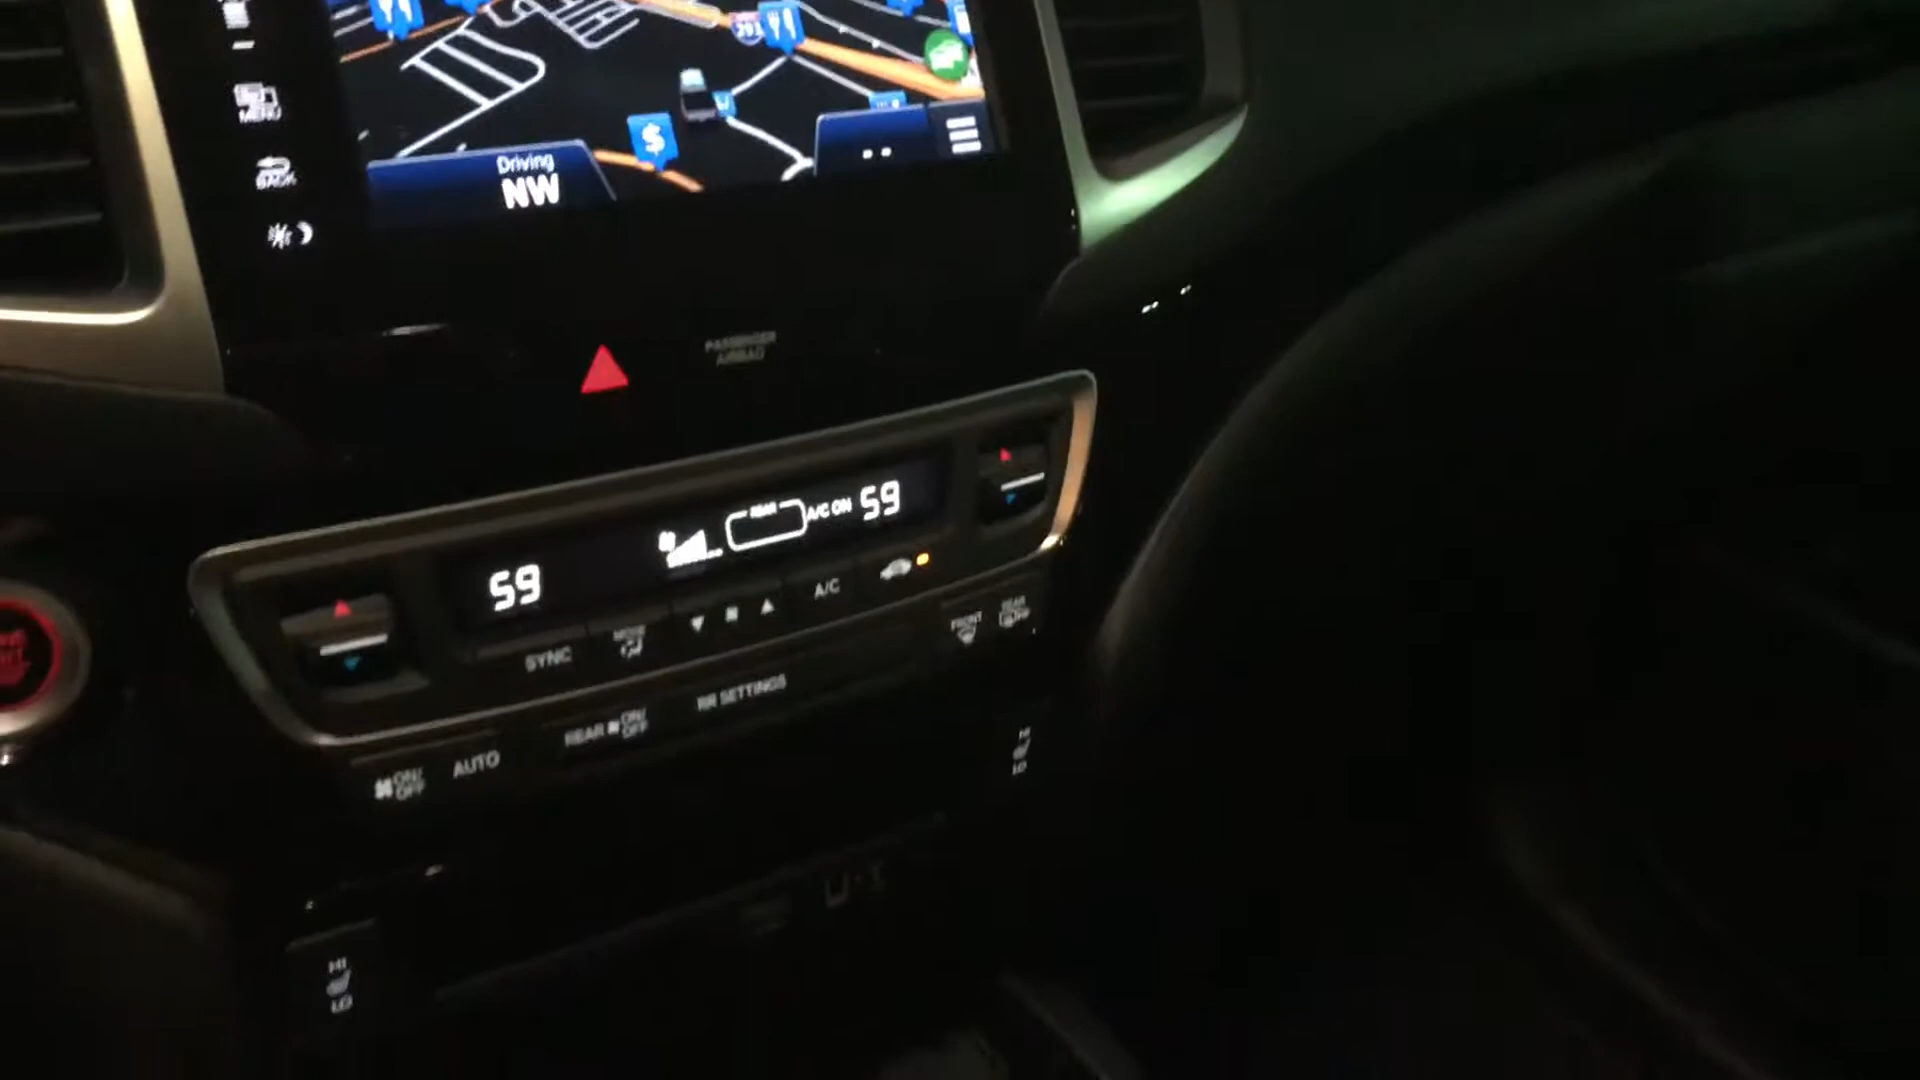 291
MENU
BACK
$
Driving
NW
PASSENGER
AIRBAG
59
REAR
A/C ON
59
SYNC
MODE
A/C
FRONT
REAR
ON/
OFF
AUTO
REAR
ON/
OFF
RR SETTINGS
HI
LO
HI
LO